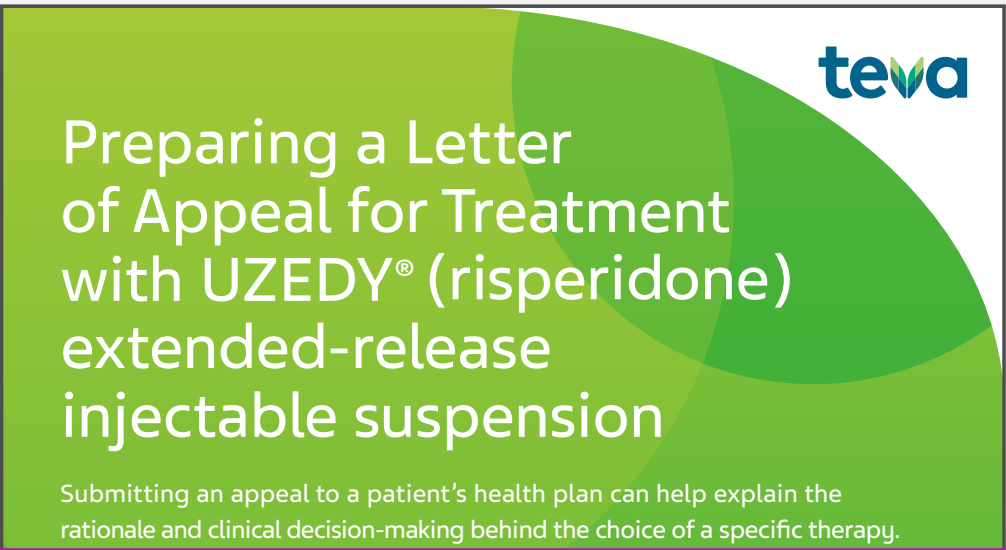 teva
Preparing a Letter
of Appeal for Treatment
with UZEDY® (risperidone)
extended-release
injectable suspension
Submitting an appeal to a patient’s health plan can help explain the
rationale and clinical decision-making behind the choice of a specific therapy.